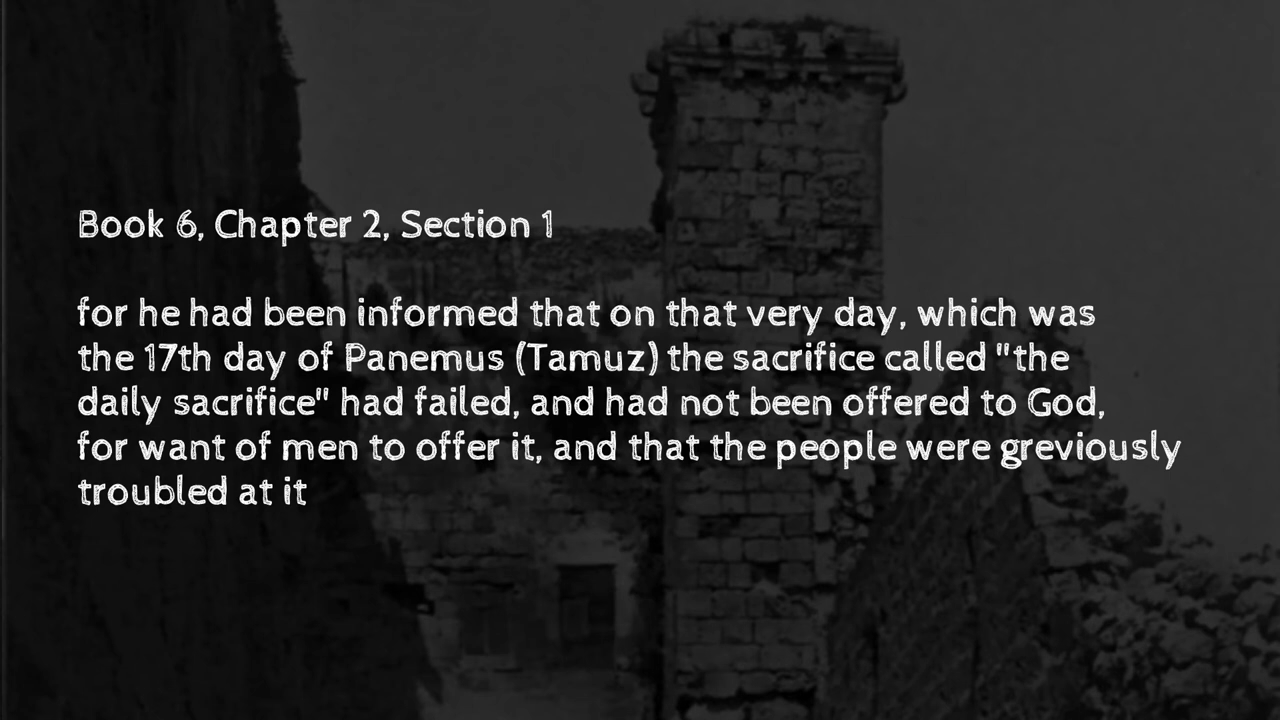 Book 6, Chapter 2, Section 1
for he had been informed that on that very day, which was
the 17th day of Panemus (Tamuz) the sacrifice called "the
daily sacrifice" had failed, and had not been offered to God,
for want of men to offer it, and that the people were greviously
troubled at it